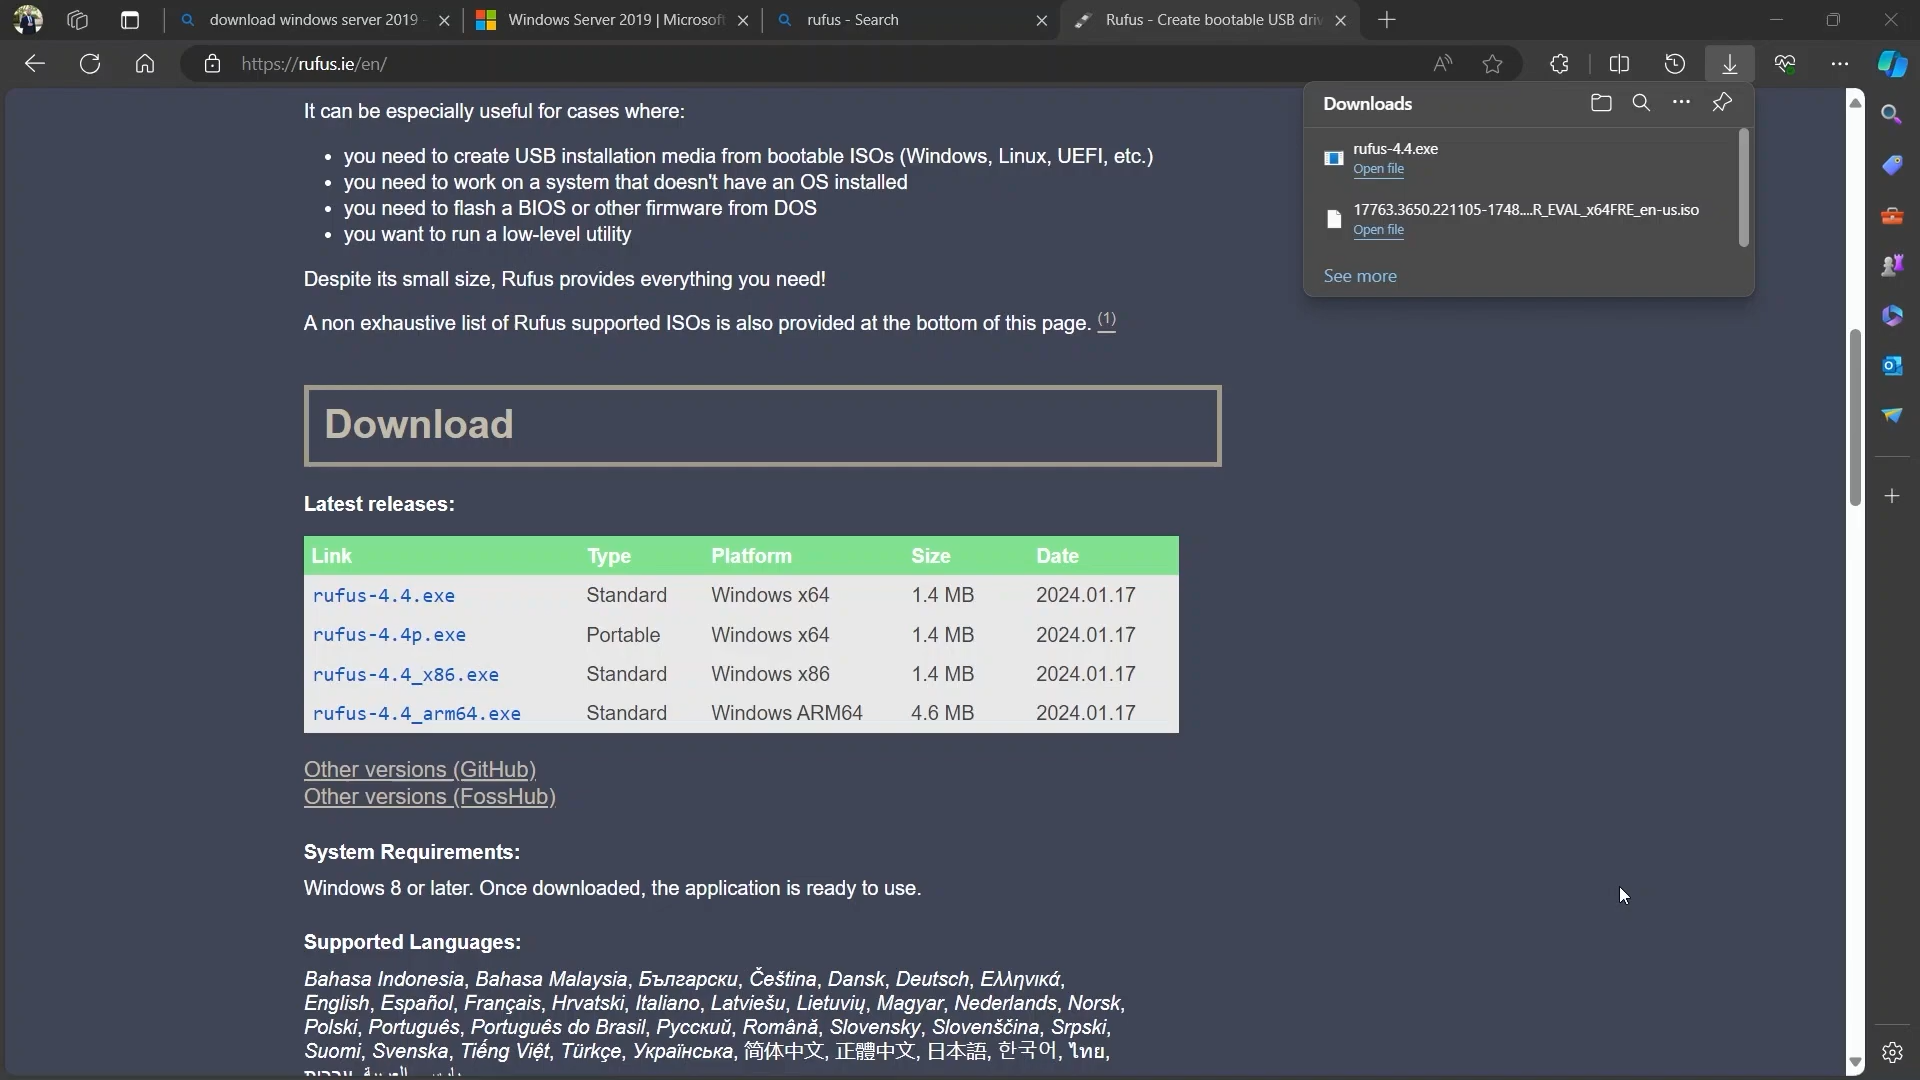 download windows server 2019 -
Windows Server 2019 | Microsoft
rufus - Search
Rufus - Create bootable USB driv
https://rufus.ie/en/
Downloads
rufus-4.4.exe
Open file
17763.3650.221105-1748....R_EVAL_x64FRE_en-us.iso
Open file
See more
It can be especially useful for cases where:
• you need to create USB installation media from bootable ISOs (Windows, Linux, UEFI, etc.)
• you need to work on a system that doesn't have an OS installed
• you need to flash a BIOS or other firmware from DOS
• you want to run a low-level utility
Despite its small size, Rufus provides everything you need!
A non exhaustive list of Rufus supported ISOs is also provided at the bottom of this page. (1)
Download
Latest releases:
Link Type Platform Size Date
rufus-4.4.exe Standard Windows x64 1.4 MB 2024.01.17
rufus-4.4p.exe Portable Windows x64 1.4 MB 2024.01.17
rufus-4.4_x86.exe Standard Windows x86 1.4 MB 2024.01.17
rufus-4.4_arm64.exe Standard Windows ARM64 4.6 MB 2024.01.17
Other versions (GitHub)
Other versions (FossHub)
System Requirements:
Windows 8 or later. Once downloaded, the application is ready to use.
Supported Languages:
Bahasa Indonesia, Bahasa Malaysia, Български, Čeština, Dansk, Deutsch, Ελληνικά,
English, Español, Français, Hrvatski, Italiano, Latviešu, Lietuvių, Magyar, Nederlands, Norsk,
Polski, Português, Português do Brasil, Русский, Română, Slovensky, Slovenščina, Srpski,
Suomi, Svenska, Tiếng Việt, Türkçe, Українська, 简体中文, 正體中文, 日本語, 한국어, ไทย,